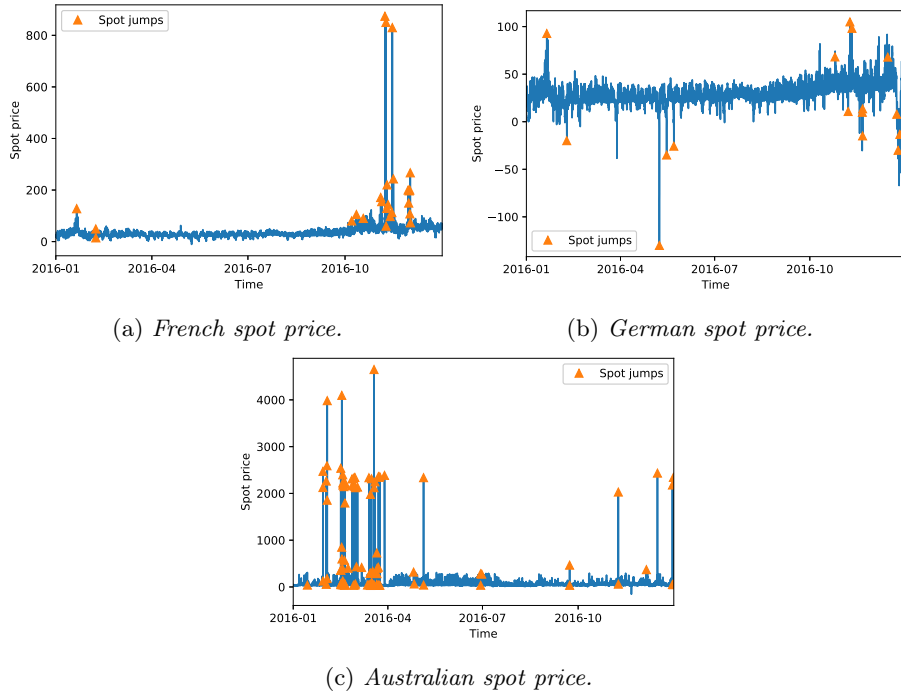 Spot jumps
800
600
400
200
0
Spot price
2016-01 2016-04 2016-07 2016-10
Time
(a) French spot price.
100
50
0
−50
−100
Spot price
Spot jumps
2016-01 2016-04 2016-07 2016-10
Time
(b) German spot price.
Spot jumps
4000
3000
2000
1000
0
Spot price
2016-01 2016-04 2016-07 2016-10
Time
(c) Australian spot price.